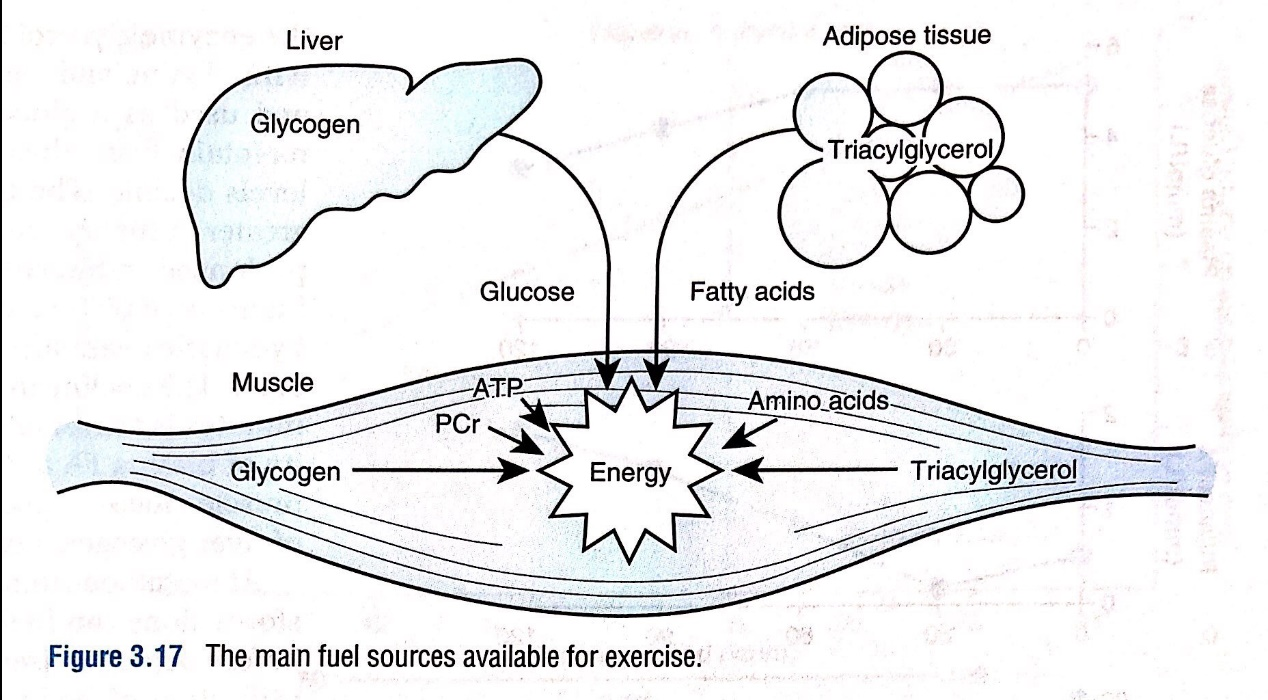 Liver
Adipose tissue
Glycogen
Triacylglycerol
Glucose
Fatty acids
Muscle
ATP
PCr
Amino acids
Glycogen
Energy
Triacylglycerol
Figure 3.17 The main fuel sources available for exercise.